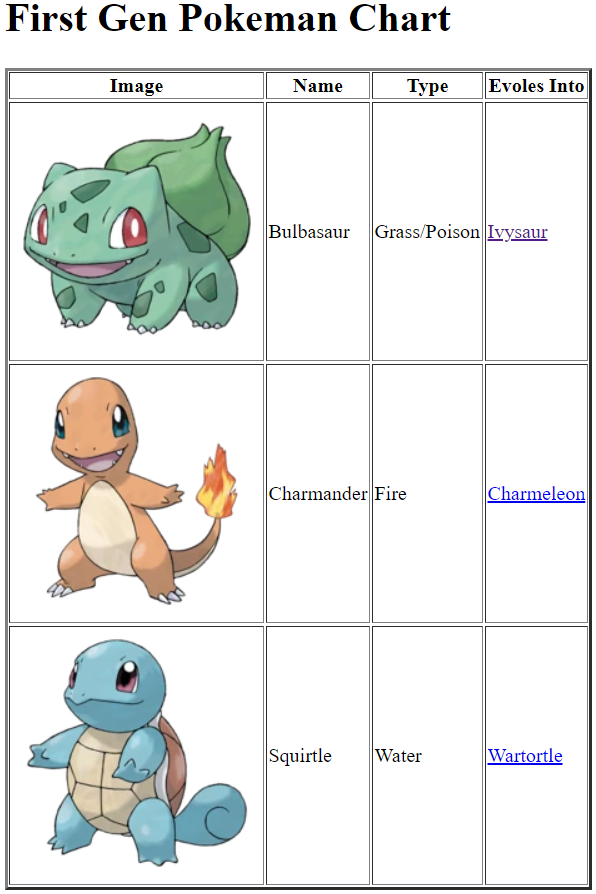 First Gen Pokeman Chart
Image Name Type Evoles Into
Bulbasaur Grass/Poison Ivysaur
Charmander Fire Charmeleon
Squirtle Water Wartortle